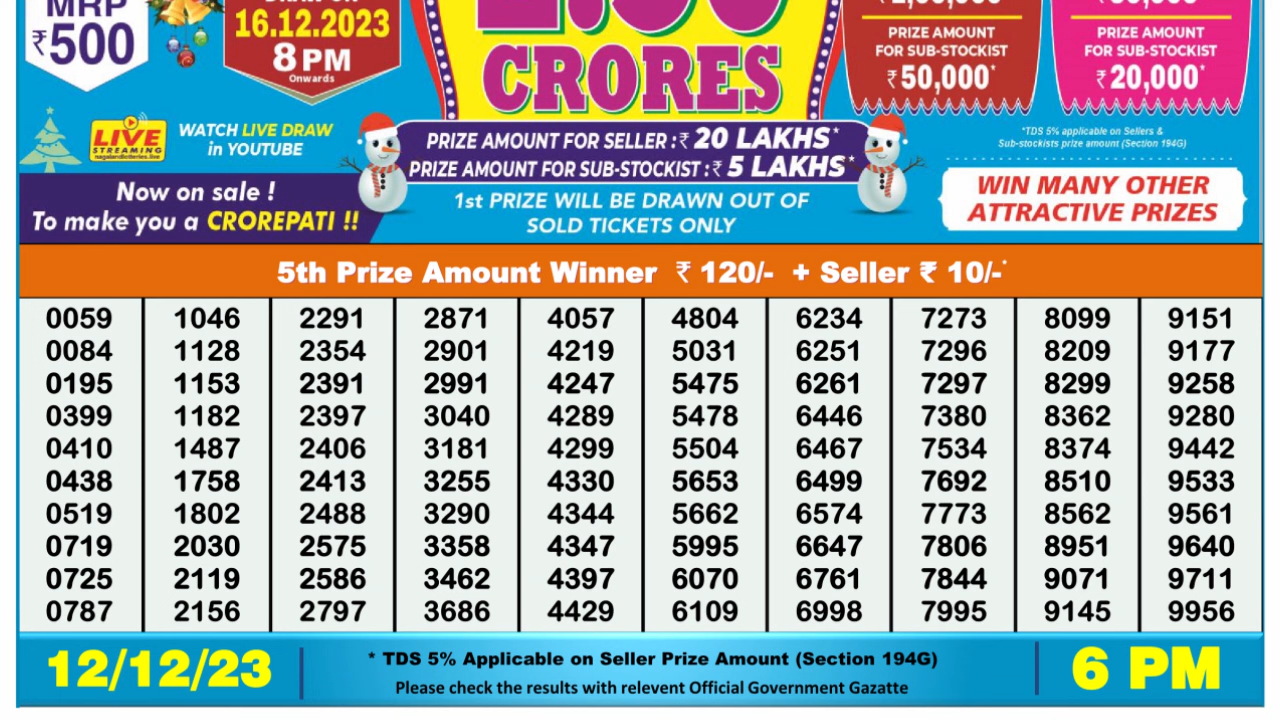 MRP
₹500
16.12.2023
8 PM
Onwards
CRORES
PRIZE AMOUNT
FOR SUB-STOCKIST
₹50,000*
PRIZE AMOUNT
FOR SUB-STOCKIST
₹20,000*
LIVE
STREAMING
nagalandlotteries.live
WATCH LIVE DRAW
in YOUTUBE
PRIZE AMOUNT FOR SELLER :₹ 20 LAKHS*
PRIZE AMOUNT FOR SUB-STOCKIST :₹ 5 LAKHS*
*TDS 5% applicable on Sellers &
Sub-stockists prize amount (Section 194G)
Now on sale !
To make you a CROREPATI !!
1st PRIZE WILL BE DRAWN OUT OF
SOLD TICKETS ONLY
WIN MANY OTHER
ATTRACTIVE PRIZES
5th Prize Amount Winner ₹ 120/- + Seller ₹ 10/-*
0059 1046 2291 2871 4057 4804 6234 7273 8099 9151
0084 1128 2354 2901 4219 5031 6251 7296 8209 9177
0195 1153 2391 2991 4247 5475 6261 7297 8299 9258
0399 1182 2397 3040 4289 5478 6446 7380 8362 9280
0410 1487 2406 3181 4299 5504 6467 7534 8374 9442
0438 1758 2413 3255 4330 5653 6499 7692 8510 9533
0519 1802 2488 3290 4344 5662 6574 7773 8562 9561
0719 2030 2575 3358 4347 5995 6647 7806 8951 9640
0725 2119 2586 3462 4397 6070 6761 7844 9071 9711
0787 2156 2797 3686 4429 6109 6998 7995 9145 9956
12/12/23
* TDS 5% Applicable on Seller Prize Amount (Section 194G)
Please check the results with relevent Official Government Gazatte
6 PM